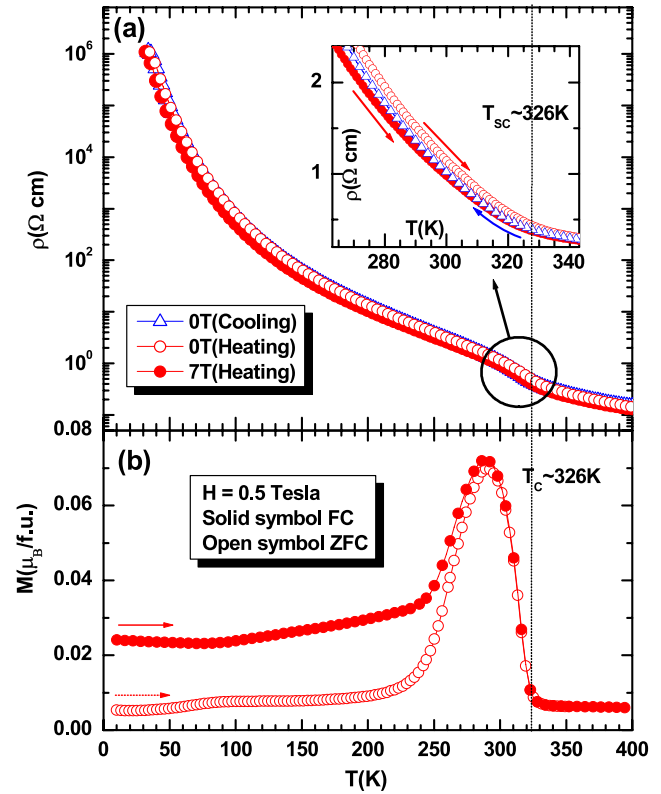 (a)
10^6
10^4
10^2
10^0
0.08
ρ(Ω cm)
2
1
ρ(Ω cm)
T_SC~326K
T(K)
280 300 320 340
0T(Cooling)
0T(Heating)
7T(Heating)
(b)
H = 0.5 Tesla
Solid symbol FC
Open symbol ZFC
T_C~326K
M(μ_B/f.u.)
0.06
0.04
0.02
0.00
0 50 100 150 200 250 300 350 400
T(K)